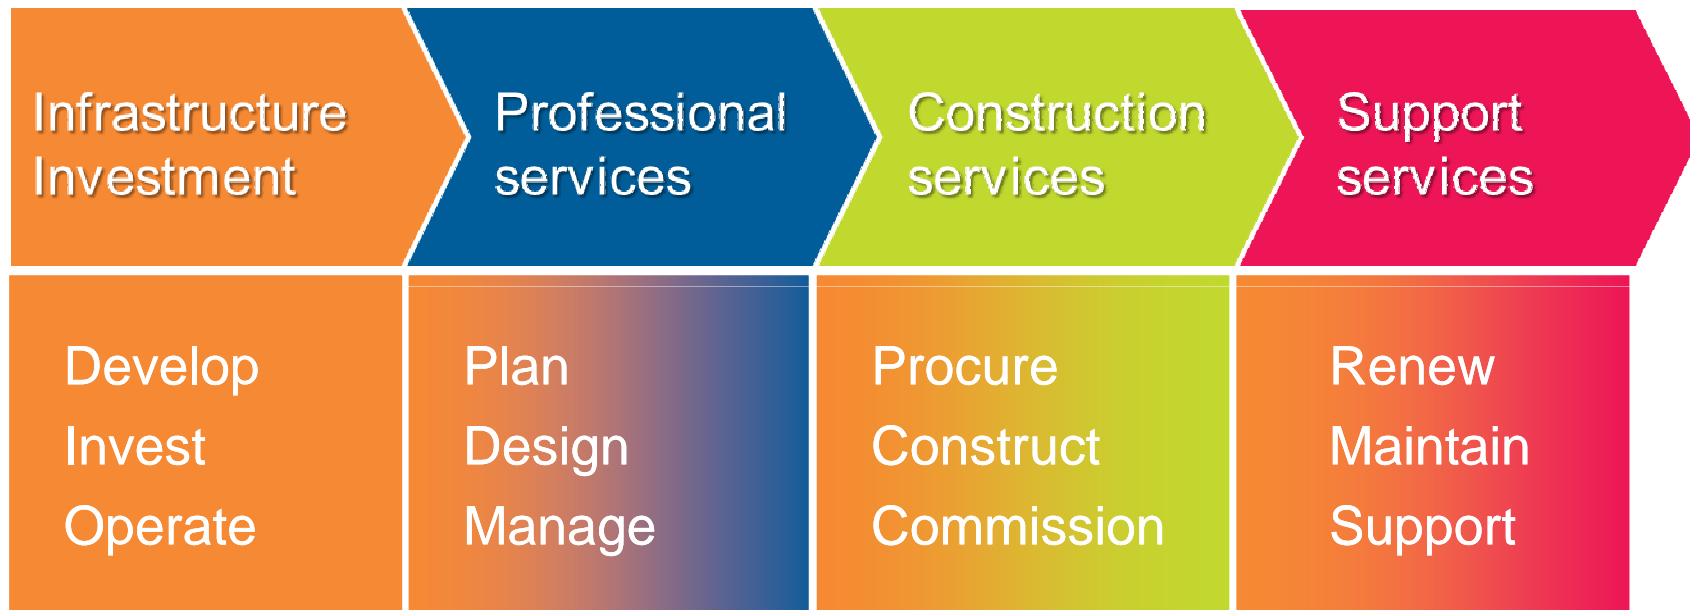 Infrastructure
Investment
Professional
services
Construction
services
Support
services
Develop
Invest
Operate
Plan
Design
Manage
Procure
Construct
Commission
Renew
Maintain
Support